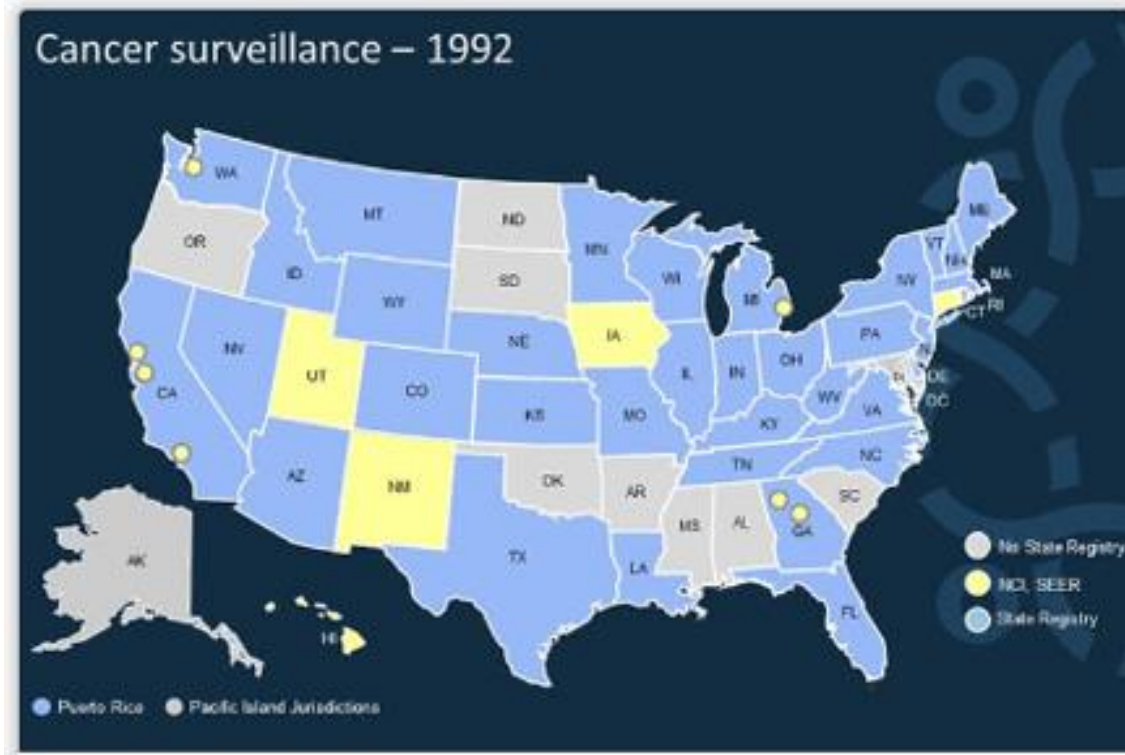 Cancer surveillance – 1992
WA
MT
ND
OR
ID
SD
MN
WI
MI
ME
VT
NH
MA
RI
CT
WY
NE
IA
NV
UT
CO
CA
KS
MO
IL
IN
OH
PA
WV
VA
DE
DC
KY
TN
NC
AZ
NM
OK
AR
MS
AL
GA
SC
TX
LA
FL
AK
HI
No State Registry
NCI, SEER
State Registry
Puerto Rico
Pacific Island Jurisdictions